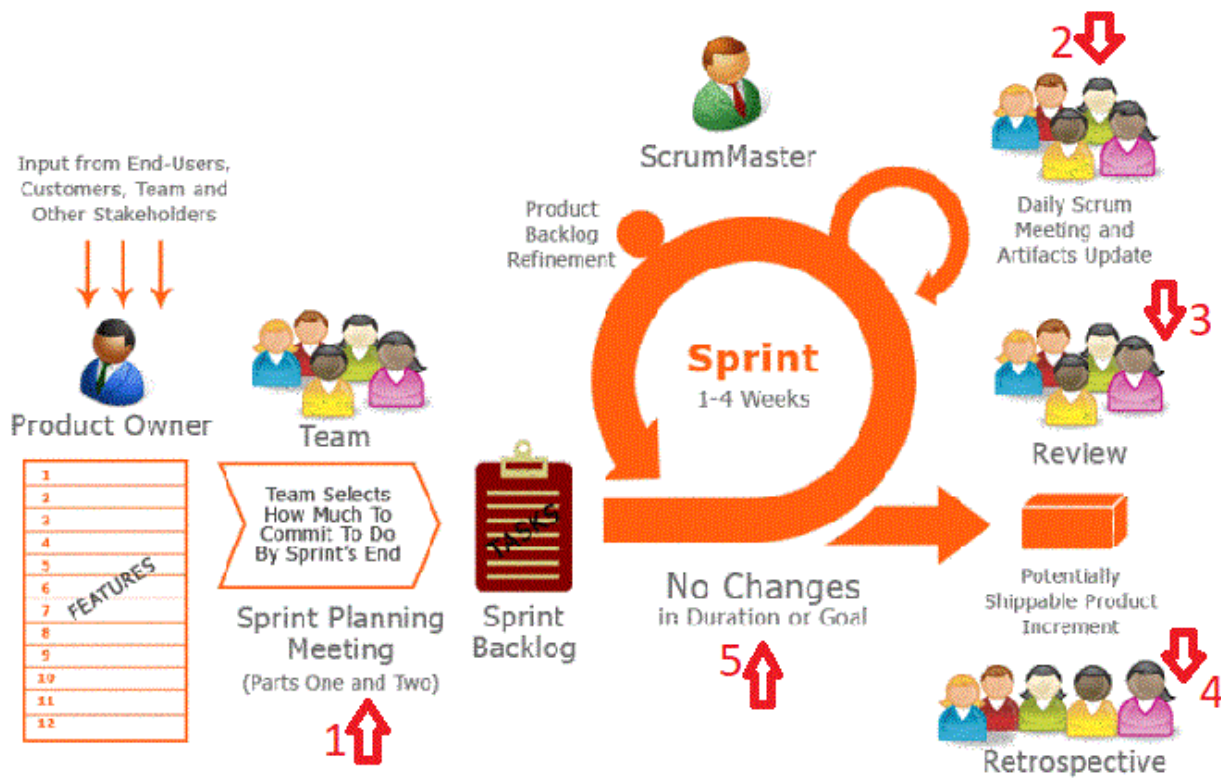 Input from End-Users,
Customers, Team and
Other Stakeholders
Product Owner
1
2
3
4
5
6
7
8
9
10
11
12
FEATURES
Team
Team Selects
How Much To
Commit To Do
By Sprint's End
Sprint Planning
Meeting
(Parts One and Two)
1
TASKS
Sprint
Backlog
ScrumMaster
Product
Backlog
Refinement
Sprint
1-4 Weeks
No Changes
in Duration or Goal
5
2
Daily Scrum
Meeting and
Artifacts Update
3
Review
Potentially
Shippable Product
Increment
4
Retrospective